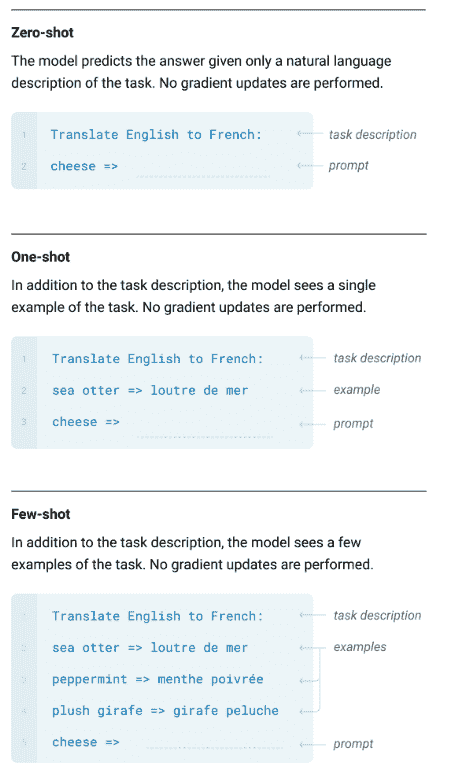 Zero-shot
The model predicts the answer given only a natural language
description of the task. No gradient updates are performed.
1 Translate English to French: task description
2 cheese => prompt
One-shot
In addition to the task description, the model sees a single
example of the task. No gradient updates are performed.
1 Translate English to French: task description
2 sea otter => loutre de mer example
3 cheese => prompt
Few-shot
In addition to the task description, the model sees a few
examples of the task. No gradient updates are performed.
1 Translate English to French: task description
2 sea otter => loutre de mer examples
3 peppermint => menthe poivrée
4 plush girafe => girafe peluche
5 cheese => prompt